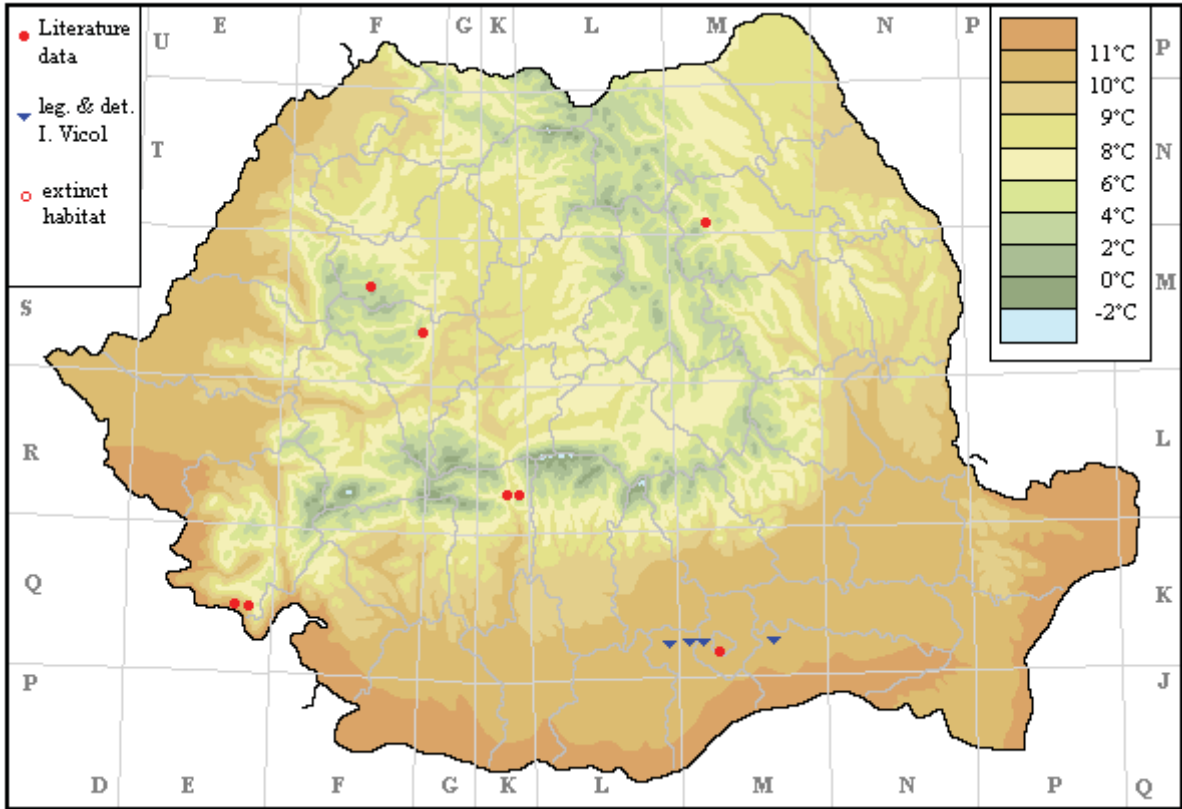 E F G K L M N P
Literature
data
leg. & det.
I. Vicol
extinct
habitat
11°C
10°C
9°C
8°C
6°C
4°C
2°C
0°C
-2°C
U
T
S
R
Q
P
P
N
M
L
K
J
D E F G K L M N P Q